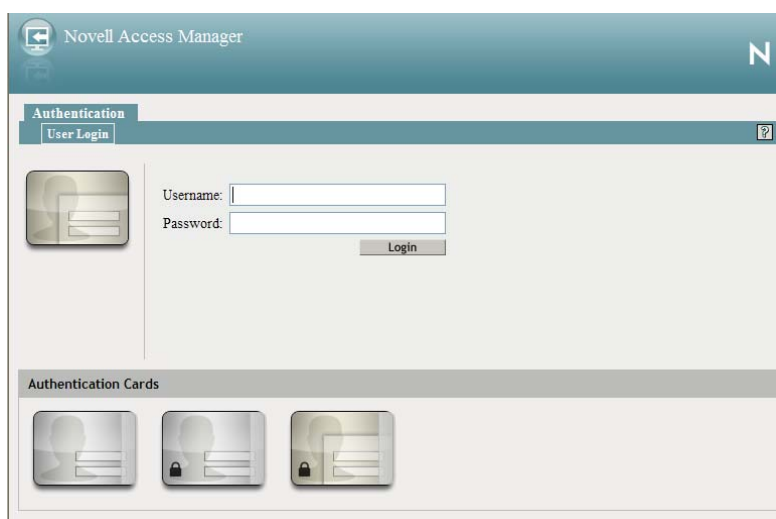 Novell Access Manager
N
Authentication
User Login
?
Username:
Password:
Login
Authentication Cards